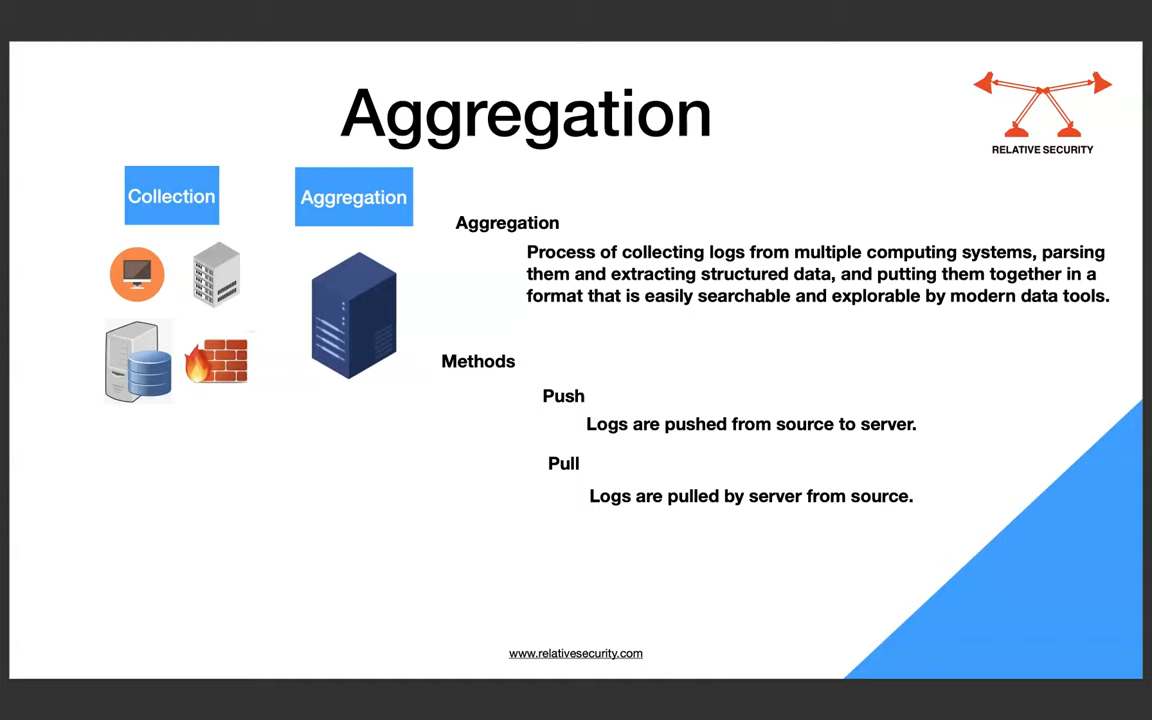 Aggregation
RELATIVE SECURITY
Collection
Aggregation
Aggregation
Process of collecting logs from multiple computing systems, parsing
them and extracting structured data, and putting them together in a
format that is easily searchable and explorable by modern data tools.
Methods
Push
Logs are pushed from source to server.
Pull
Logs are pulled by server from source.
www.relativesecurity.com